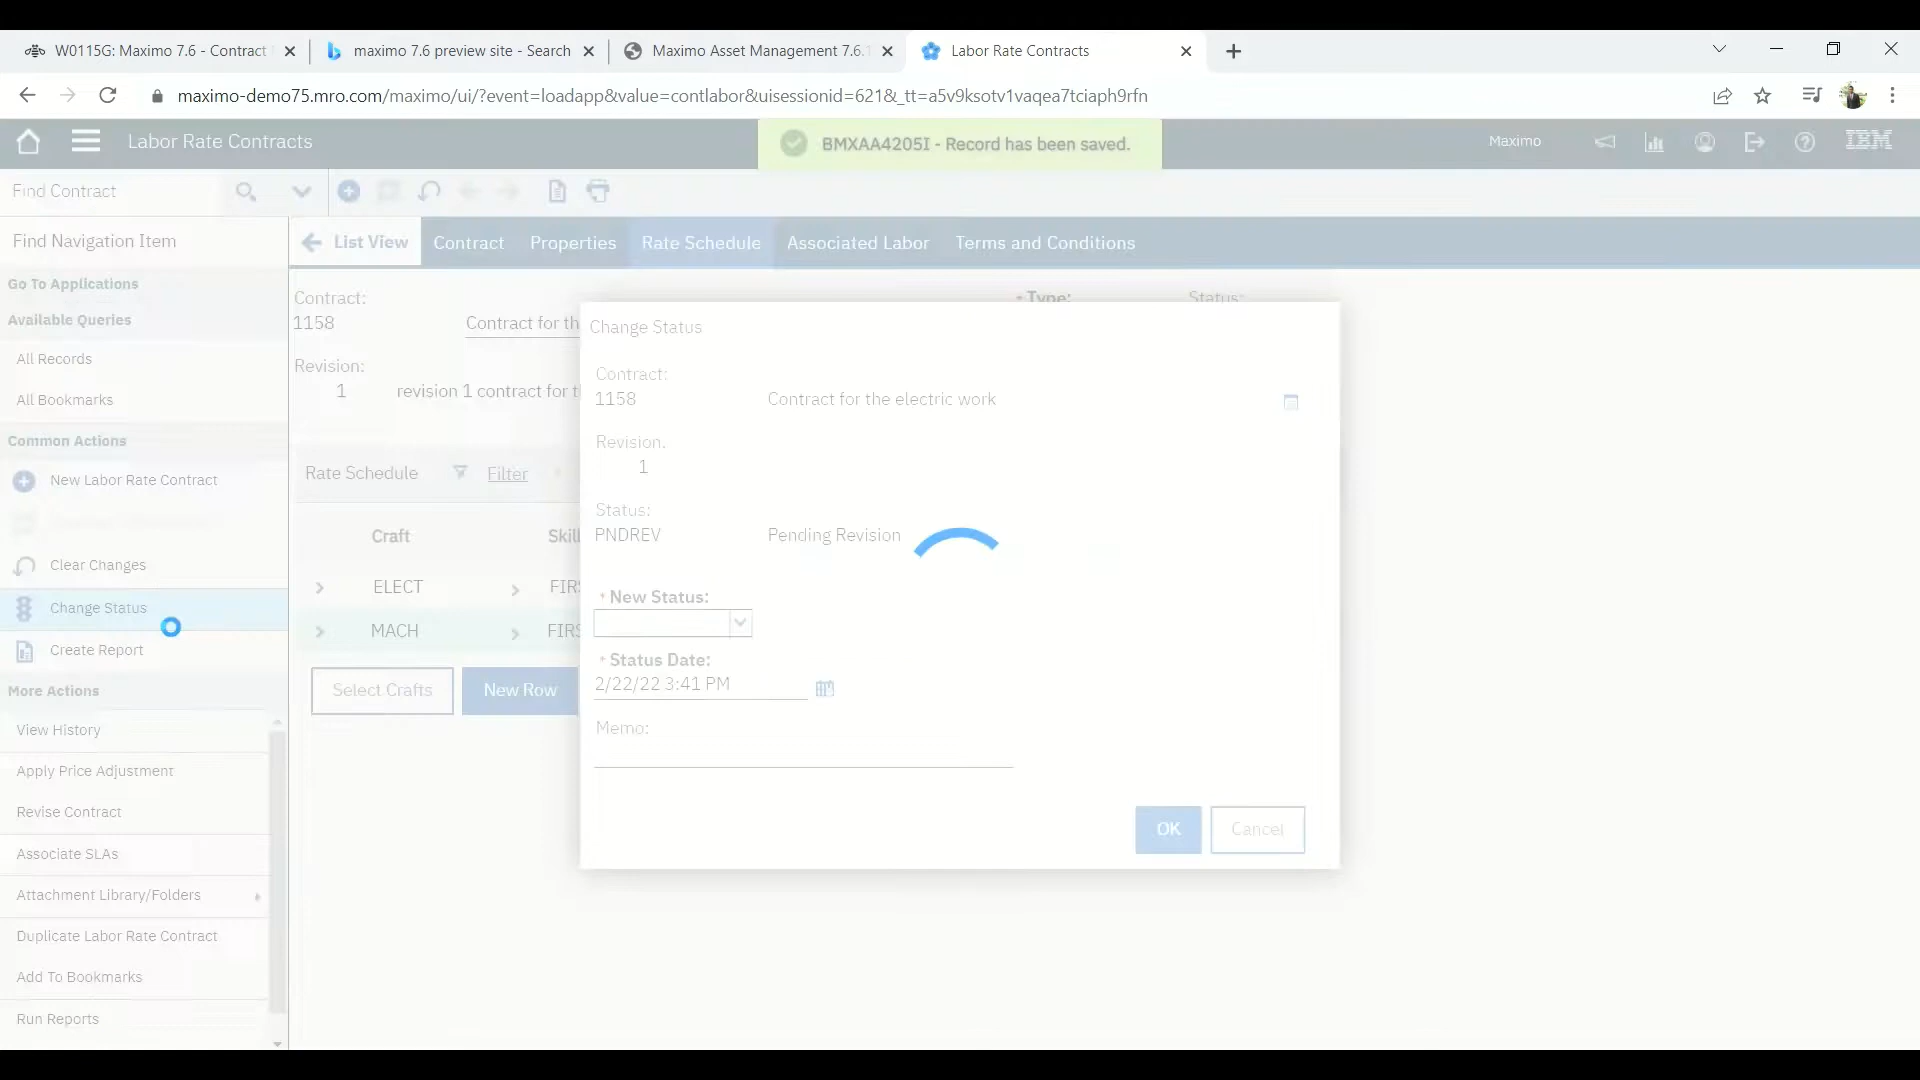 W0115G: Maximo 7.6 - Contract
maximo 7.6 preview site - Search
Maximo Asset Management 7.6.1
Labor Rate Contracts
maximo-demo75.mro.com/maximo/ui/?event=loadapp&value=contlabor&uisessionid=621&_tt=a5v9ksotv1vaqea7tciaph9rfn
Labor Rate Contracts
BMXAA4205I - Record has been saved.
Maximo
IBM
Find Contract
Find Navigation Item
List View
Contract
Properties
Rate Schedule
Associated Labor
Terms and Conditions
Go To Applications
Available Queries
All Records
All Bookmarks
Common Actions
New Labor Rate Contract
Clear Changes
Change Status
Create Report
More Actions
View History
Apply Price Adjustment
Revise Contract
Associate SLAs
Attachment Library/Folders
Duplicate Labor Rate Contract
Add To Bookmarks
Run Reports
Contract:
1158
Contract for th
* Type:
Status:
Revision:
1
revision 1 contract for t
Rate Schedule
Filter
Craft
Skill
ELECT
FIRS
MACH
FIRS
Select Crafts
New Row
Change Status
Contract:
1158
Contract for the electric work
Revision:
1
Status:
PNDREV
Pending Revision
* New Status:
* Status Date:
2/22/22 3:41 PM
Memo:
OK
Cancel